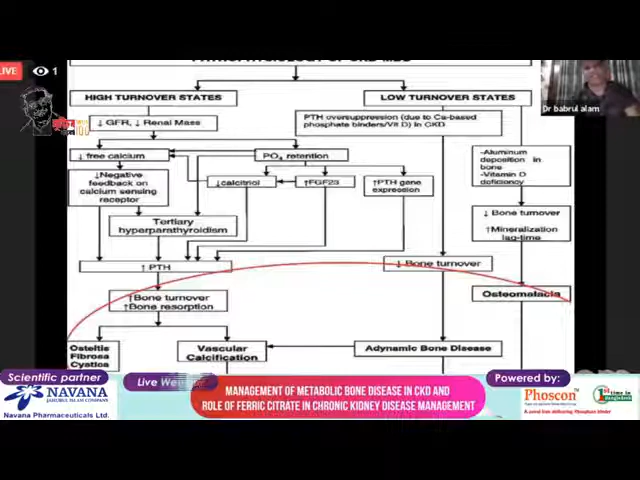 LIVE
1
Dr babrul alam
HIGH TURNOVER STATES
LOW TURNOVER STATES
↓ GFR, ↓ Renal Mass
PTH oversuppression (due to Ca-based
phosphate binders/Vit D) in CKD
↓ free calcium
PO₄ retention
-Aluminum
deposition in
bone
-Vitamin D
deficiency
↓Negative
feedback on
calcium sensing
receptor
↓calcitriol
↑FGF23
↑PTH gene
expression
Tertiary
hyperparathyroidism
↓ Bone turnover
↑Mineralization
lag-time
↑ PTH
↓ Bone turnover
↑Bone turnover
↑Bone resorption
Osteomalacia
Osteitis
Fibrosa
Cystica
Vascular
Calcification
Adynamic Bone Disease
Scientific partner
NAVANA
Navana Pharmaceuticals Ltd.
Live
MANAGEMENT OF METABOLIC BONE DISEASE IN CKD AND
ROLE OF FERRIC CITRATE IN CHRONIC KIDNEY DISEASE MANAGEMENT
Powered by:
Phoscon
1st time in
Bangladesh